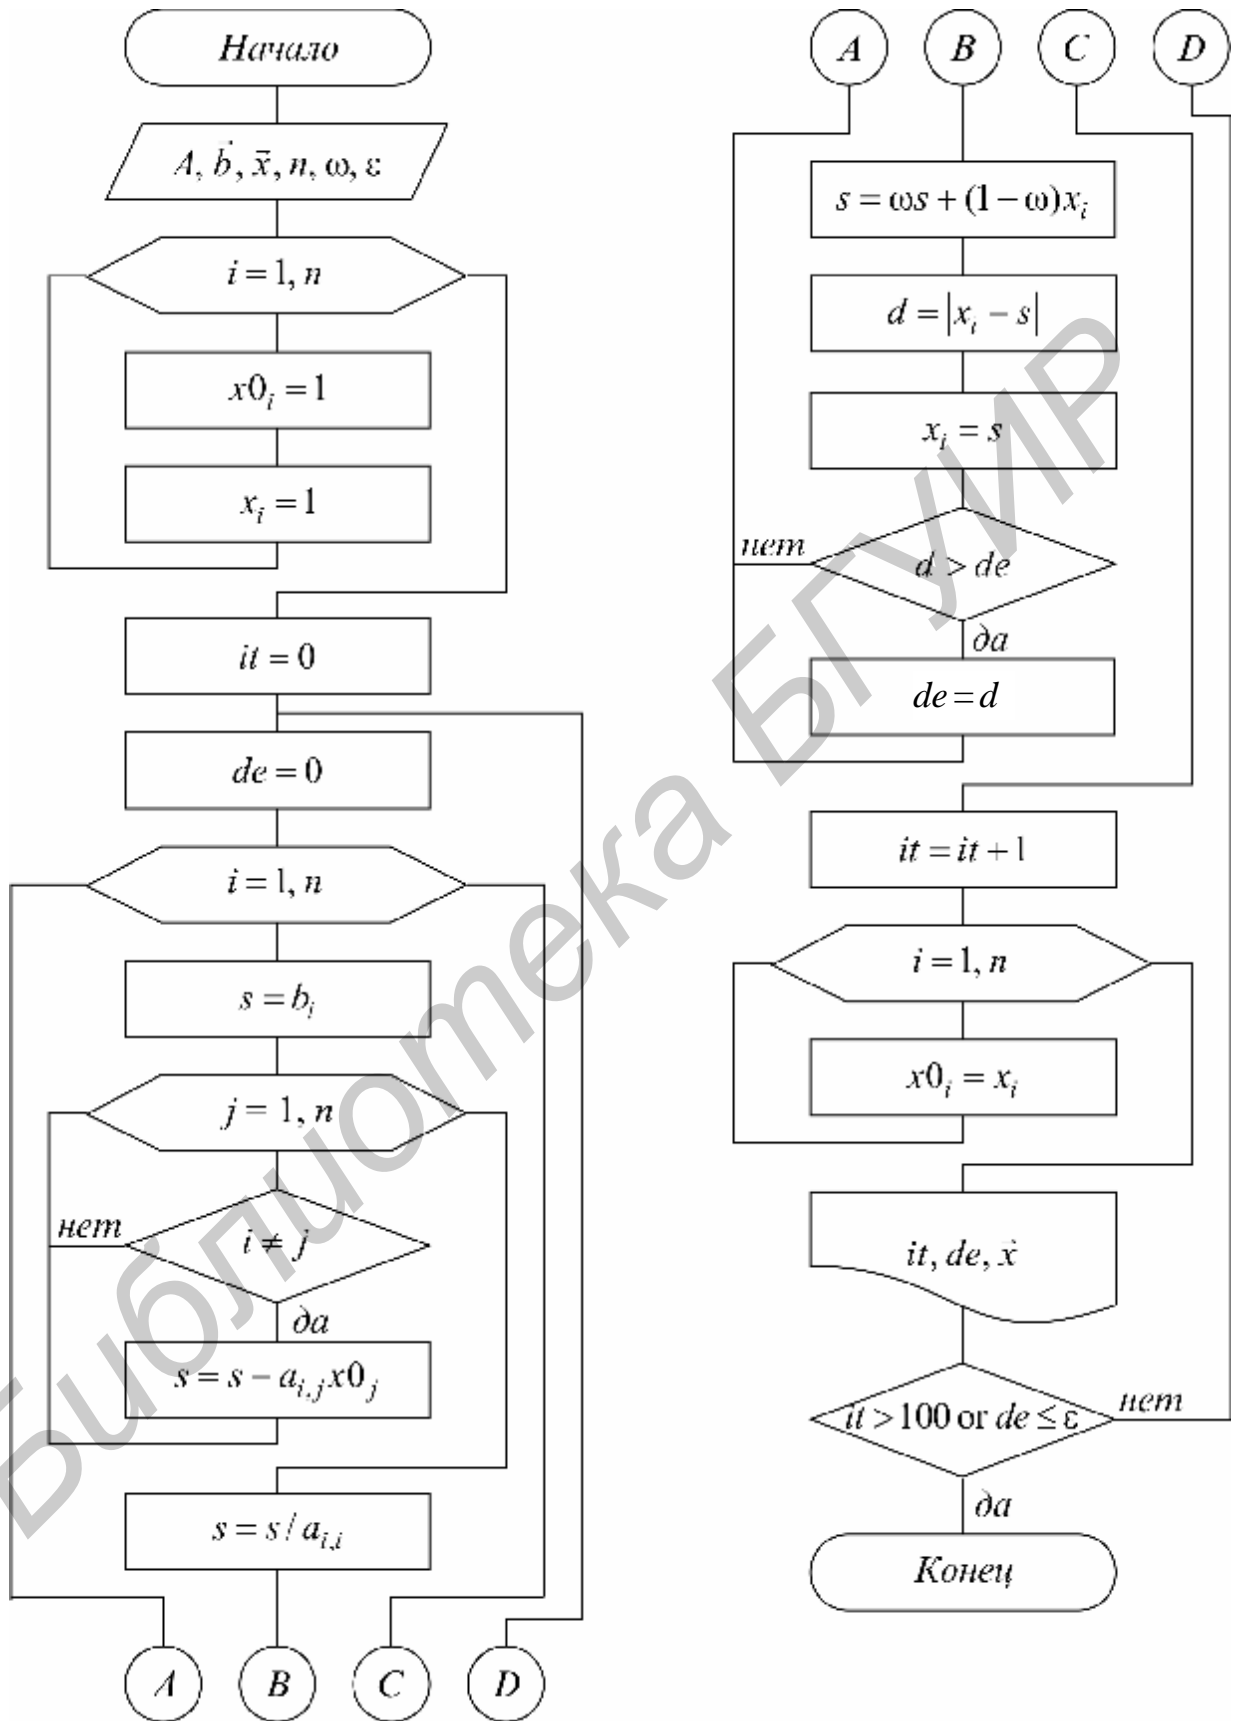 Начало
A, b⃗, x⃗, n, ω, ε
i = 1, n
x0ᵢ = 1
xᵢ = 1
it = 0
de = 0
i = 1, n
s = bᵢ
j = 1, n
нет
i ≠ j
да
s = s − aᵢ,ⱼx0ⱼ
s = s / aᵢ,ᵢ
A B C D
A B C D
s = ωs + (1 − ω)xᵢ
d = |xᵢ − s|
xᵢ = s
нет
d > de
да
de = d
it = it + 1
i = 1, n
x0ᵢ = xᵢ
it, de, x⃗
it > 100 or de ≤ ε
нет
да
Конец
Библиотека БГУИР